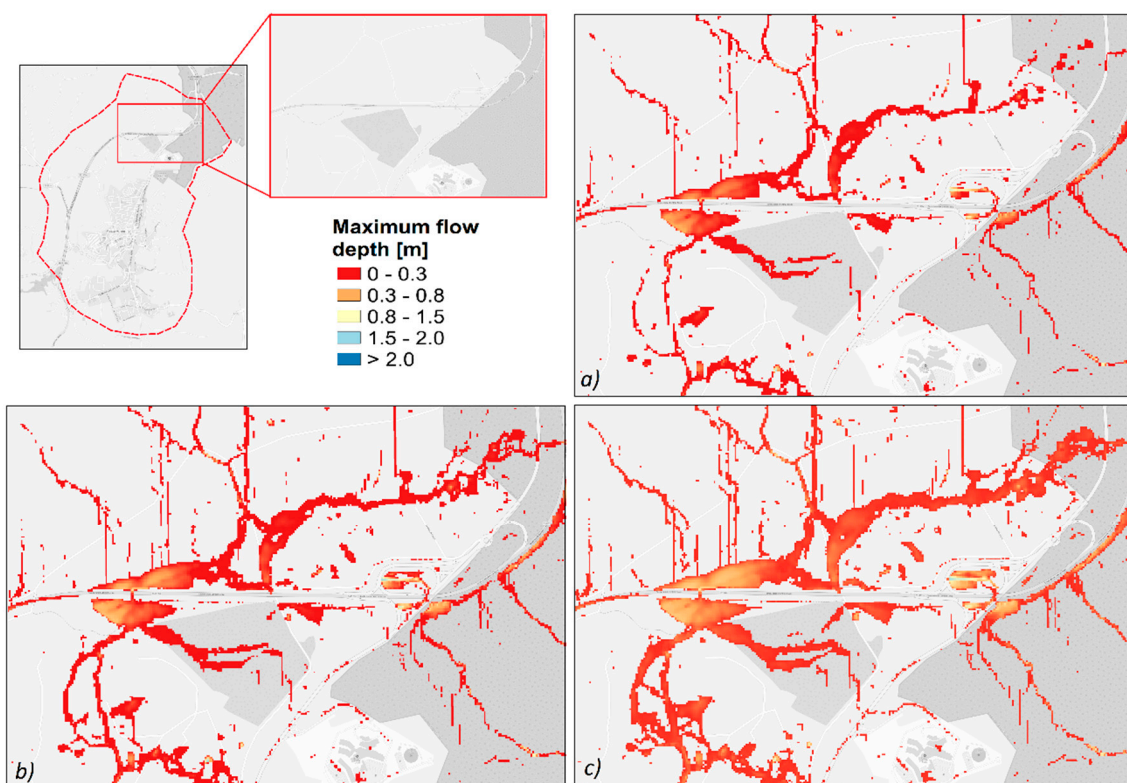 Maximum flow
depth [m]
0 - 0.3
0.3 - 0.8
0.8 - 1.5
1.5 - 2.0
> 2.0
a)
b)
c)